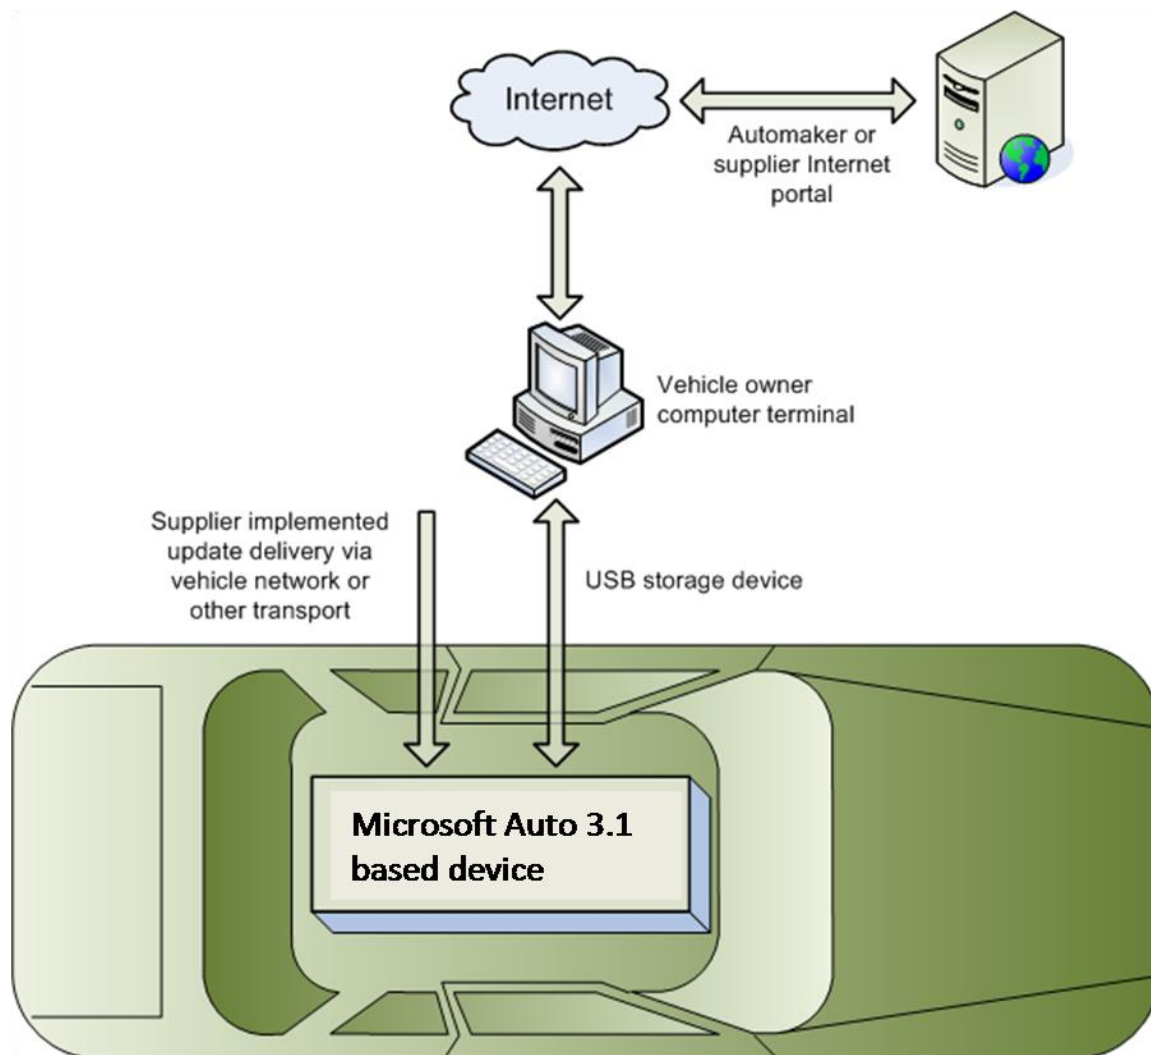 Internet
Automaker or
supplier Internet
portal
Vehicle owner
computer terminal
Supplier implemented
update delivery via
vehicle network or
other transport
USB storage device
Microsoft Auto 3.1
based device